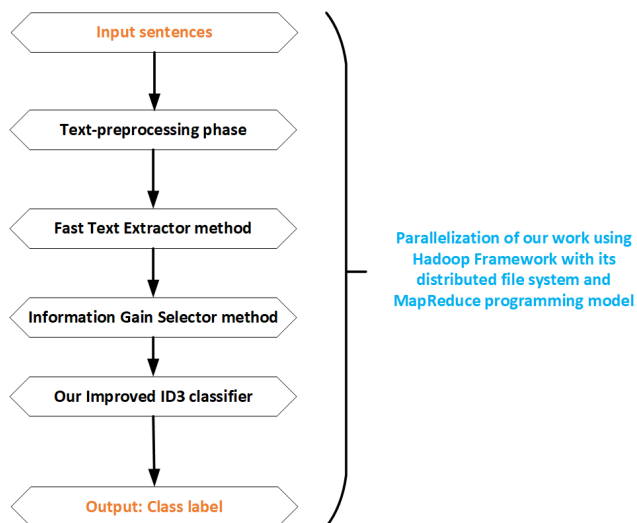 Input sentences
Text-preprocessing phase
Fast Text Extractor method
Information Gain Selector method
Our Improved ID3 classifier
Output: Class label
Parallelization of our work using
Hadoop Framework with its
distributed file system and
MapReduce programming model